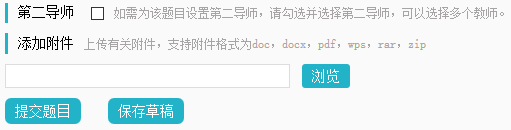 第二导师 如需为该题目设置第二导师，请勾选并选择第二导师，可以选择多个教师。
添加附件 上传有关附件，支持附件格式为doc，docx，pdf，wps，rar，zip
浏览
提交题目 保存草稿